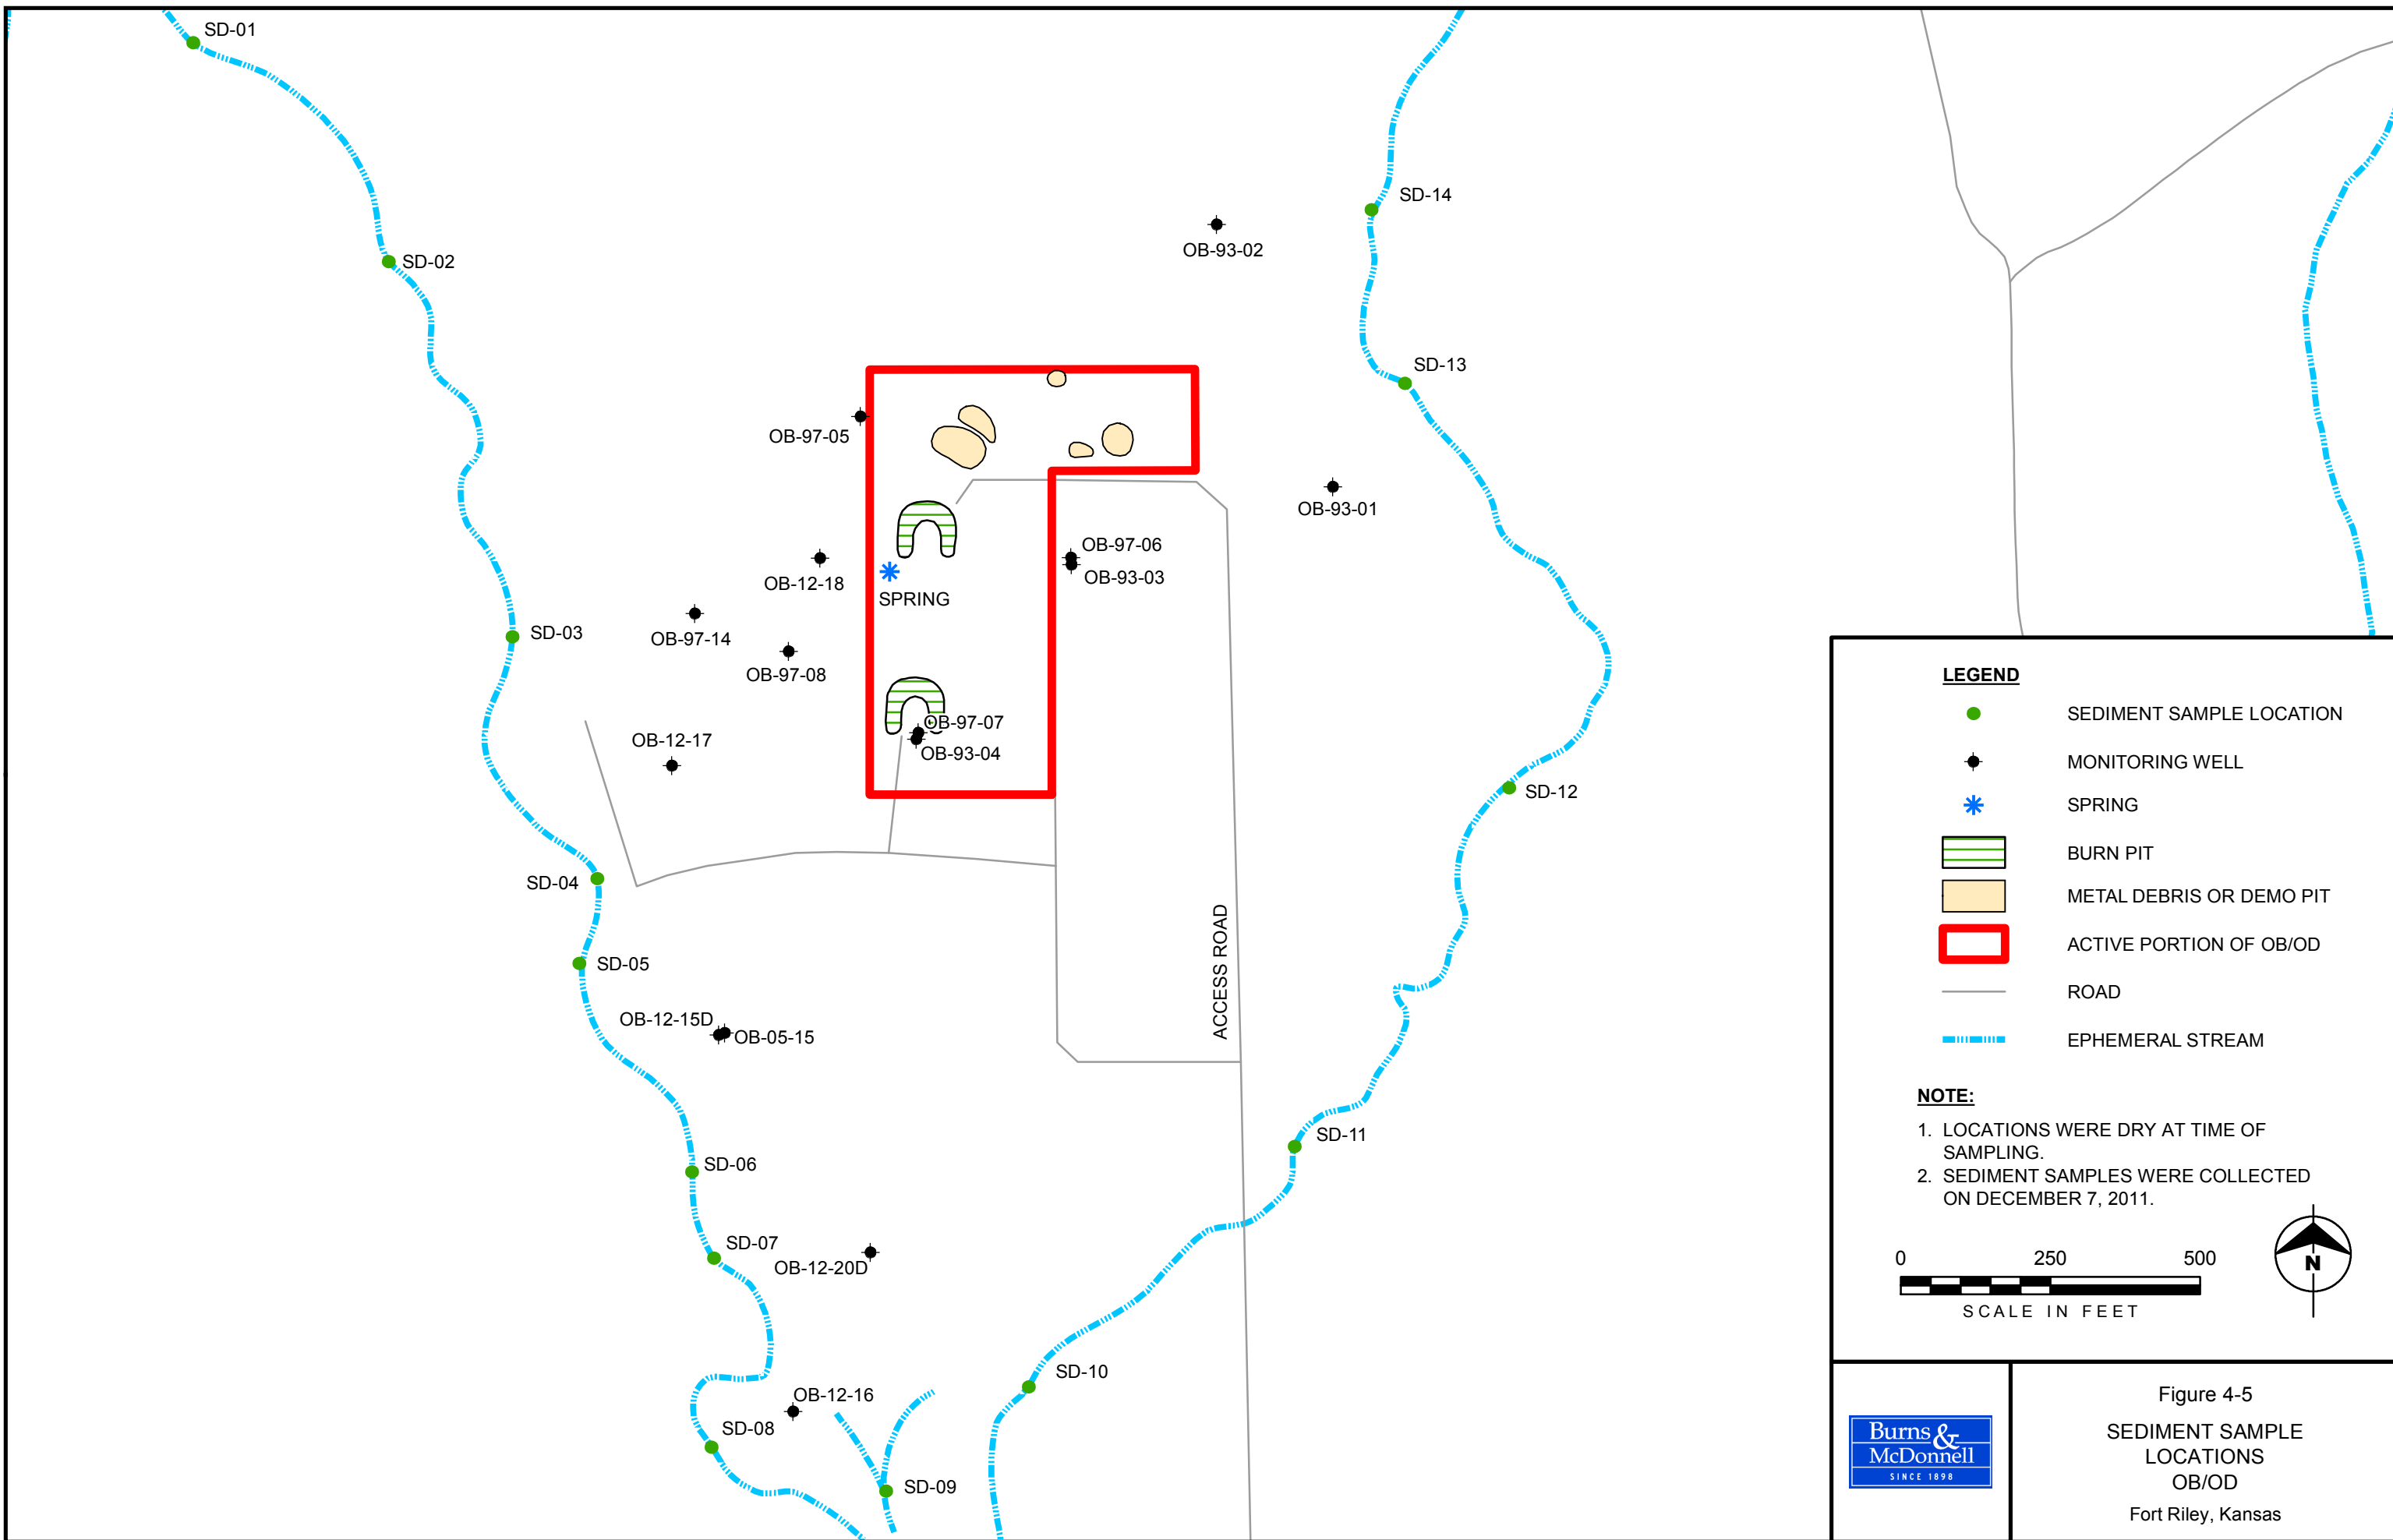 SD-01
SD-14
OB-93-02
SD-02
SD-13
OB-97-05
OB-93-01
OB-97-06
OB-93-03
OB-12-18
SPRING
SD-03
OB-97-14
OB-97-08
OB-97-07
OB-93-04
OB-12-17
SD-12
SD-04
ACCESS ROAD
SD-05
OB-12-15D
OB-05-15
SD-11
SD-06
SD-07
OB-12-20D
SD-10
OB-12-16
SD-08
SD-09
LEGEND
SEDIMENT SAMPLE LOCATION
MONITORING WELL
SPRING
BURN PIT
METAL DEBRIS OR DEMO PIT
ACTIVE PORTION OF OB/OD
ROAD
EPHEMERAL STREAM
NOTE:
1. LOCATIONS WERE DRY AT TIME OF
SAMPLING.
2. SEDIMENT SAMPLES WERE COLLECTED
ON DECEMBER 7, 2011.
0 250 500
SCALE IN FEET
N
Burns &
McDonnell
SINCE 1898
Figure 4-5
SEDIMENT SAMPLE
LOCATIONS
OB/OD
Fort Riley, Kansas